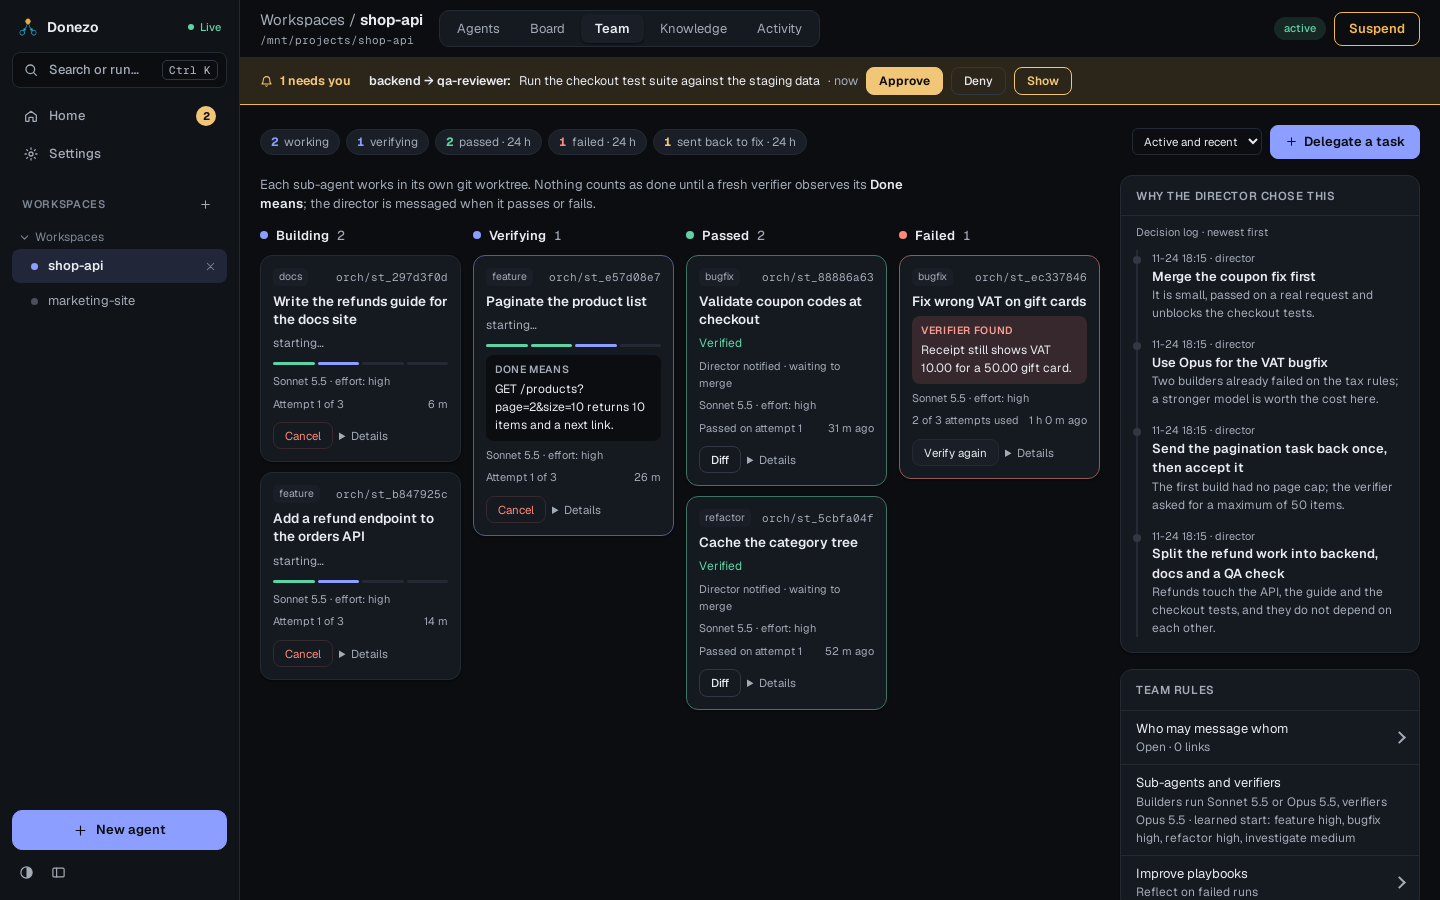 Donezo
Live
Search or run...
Ctrl K
Home
2
Settings
WORKSPACES
Workspaces
shop-api
marketing-site
New agent
Workspaces / shop-api
/mnt/projects/shop-api
Agents
Board
Team
Knowledge
Activity
active
Suspend
1 needs you
backend → qa-reviewer: Run the checkout test suite against the staging data · now
Approve
Deny
Show
2 working
1 verifying
2 passed · 24 h
1 failed · 24 h
1 sent back to fix · 24 h
Active and recent
Delegate a task
Each sub-agent works in its own git worktree. Nothing counts as done until a fresh verifier observes its Done
means; the director is messaged when it passes or fails.
Building 2
docs
orch/st_297d3f0d
Write the refunds guide for
the docs site
starting…
Sonnet 5.5 · effort: high
Attempt 1 of 3
6 m
Cancel
Details
feature
orch/st_b847925c
Add a refund endpoint to
the orders API
starting…
Sonnet 5.5 · effort: high
Attempt 1 of 3
14 m
Cancel
Details
Verifying 1
feature
orch/st_e57d08e7
Paginate the product list
starting…
DONE MEANS
GET /products?
page=2&size=10 returns 10
items and a next link.
Sonnet 5.5 · effort: high
Attempt 1 of 3
26 m
Cancel
Details
Passed 2
bugfix
orch/st_88886a63
Validate coupon codes at
checkout
Verified
Director notified · waiting to
merge
Sonnet 5.5 · effort: high
Passed on attempt 1
31 m ago
Diff
Details
refactor
orch/st_5cbfa04f
Cache the category tree
Verified
Director notified · waiting to
merge
Sonnet 5.5 · effort: high
Passed on attempt 1
52 m ago
Diff
Details
Failed 1
bugfix
orch/st_ec337846
Fix wrong VAT on gift cards
VERIFIER FOUND
Receipt still shows VAT
10.00 for a 50.00 gift card.
Sonnet 5.5 · effort: high
2 of 3 attempts used
1 h 0 m ago
Verify again
Details
WHY THE DIRECTOR CHOSE THIS
Decision log · newest first
11-24 18:15 · director
Merge the coupon fix first
It is small, passed on a real request and
unblocks the checkout tests.
11-24 18:15 · director
Use Opus for the VAT bugfix
Two builders already failed on the tax rules;
a stronger model is worth the cost here.
11-24 18:15 · director
Send the pagination task back once,
then accept it
The first build had no page cap; the verifier
asked for a maximum of 50 items.
11-24 18:15 · director
Split the refund work into backend,
docs and a QA check
Refunds touch the API, the guide and the
checkout tests, and they do not depend on
each other.
TEAM RULES
Who may message whom
Open · 0 links
Sub-agents and verifiers
Builders run Sonnet 5.5 or Opus 5.5, verifiers
Opus 5.5 · learned start: feature high, bugfix
high, refactor high, investigate medium
Improve playbooks
Reflect on failed runs